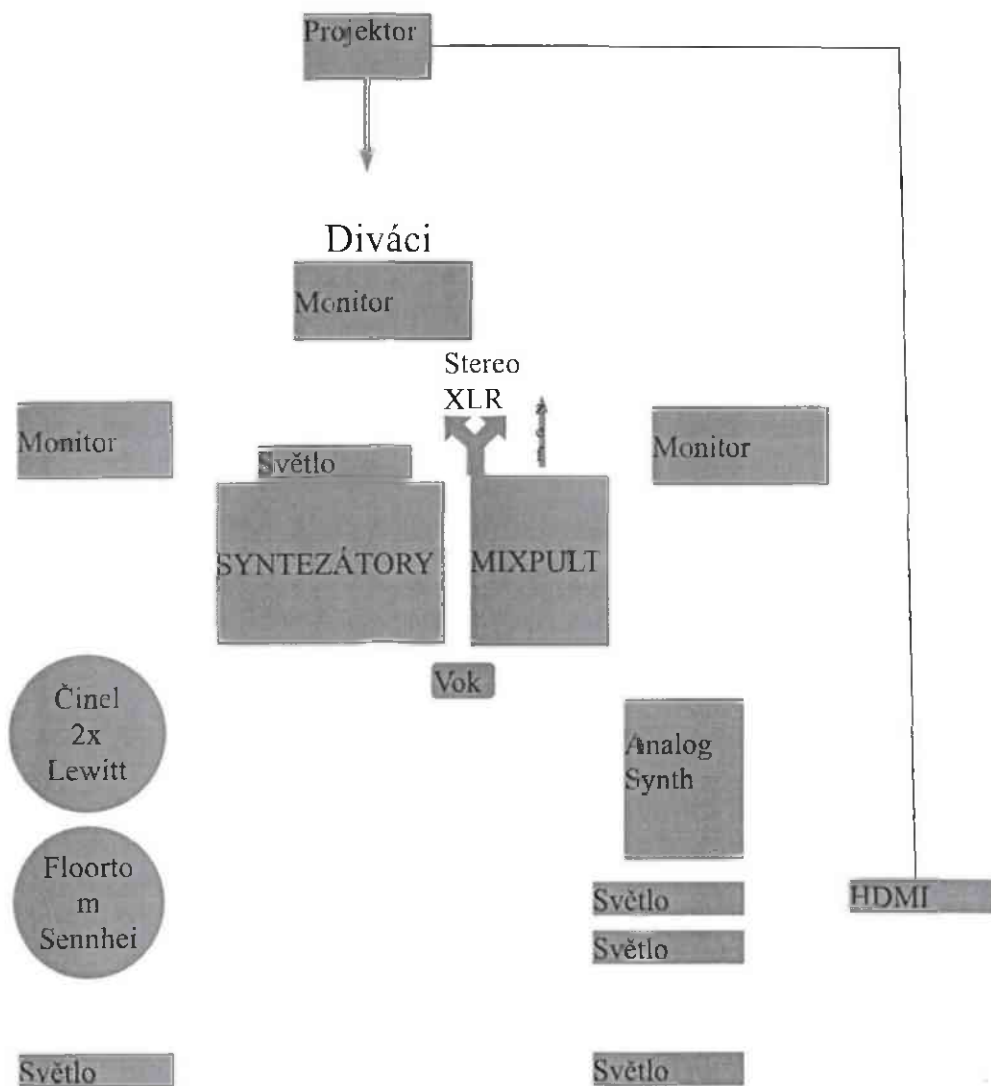 Projektor
Diváci
Monitor
Stereo
XLR
Monitor
Světlo
Monitor
SYNTEZÁTORY
MIXPULT
Vok
Činel
2x
Lewitt
Analog
Synth
Floorto
m
Sennhei
Světlo
HDMI
Světlo
Světlo
Světlo